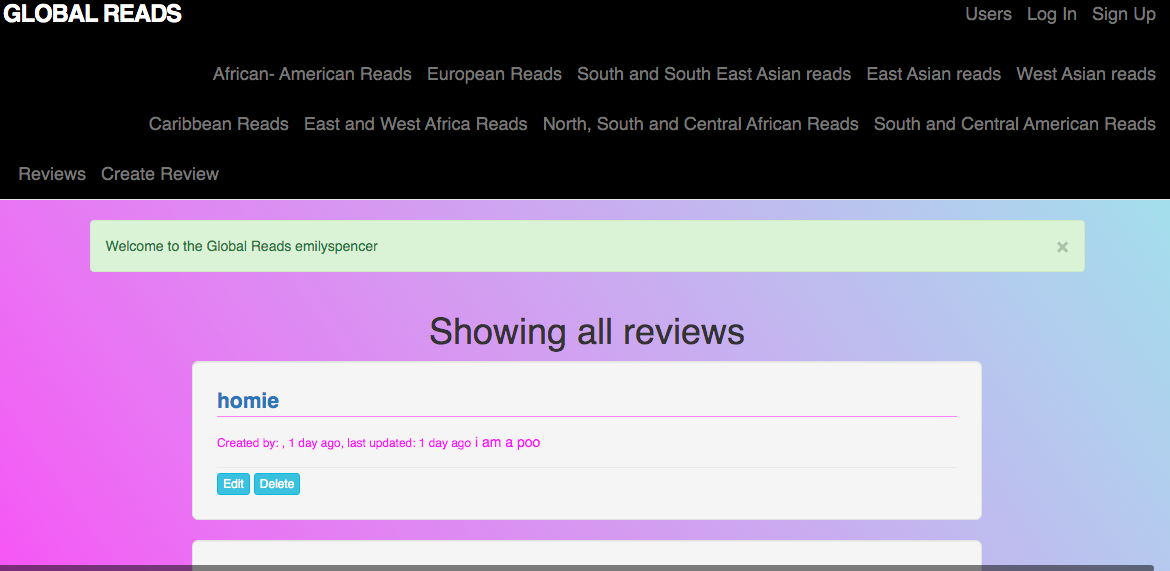 GLOBAL READS Users Log In Sign Up
African- American Reads European Reads South and South East Asian reads East Asian reads West Asian reads
Caribbean Reads East and West Africa Reads North, South and Central African Reads South and Central American Reads
Reviews Create Review
Welcome to the Global Reads emilyspencer ×
Showing all reviews
homie
Created by: , 1 day ago, last updated: 1 day ago i am a poo
Edit Delete